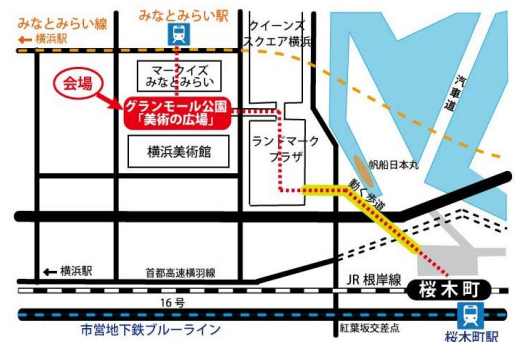 みなとみらい線
← 横浜駅
みなとみらい駅
クイーンズ
スクエア横浜
会場
マークイズ
みなとみらい
グランモール公園
「美術の広場」
横浜美術館
ランドマーク
プラザ
汽車道
帆船日本丸
動く歩道
← 横浜駅
首都高速横羽線
JR 根岸線
桜木町
16 号
市営地下鉄ブルーライン
紅葉坂交差点
桜木町駅